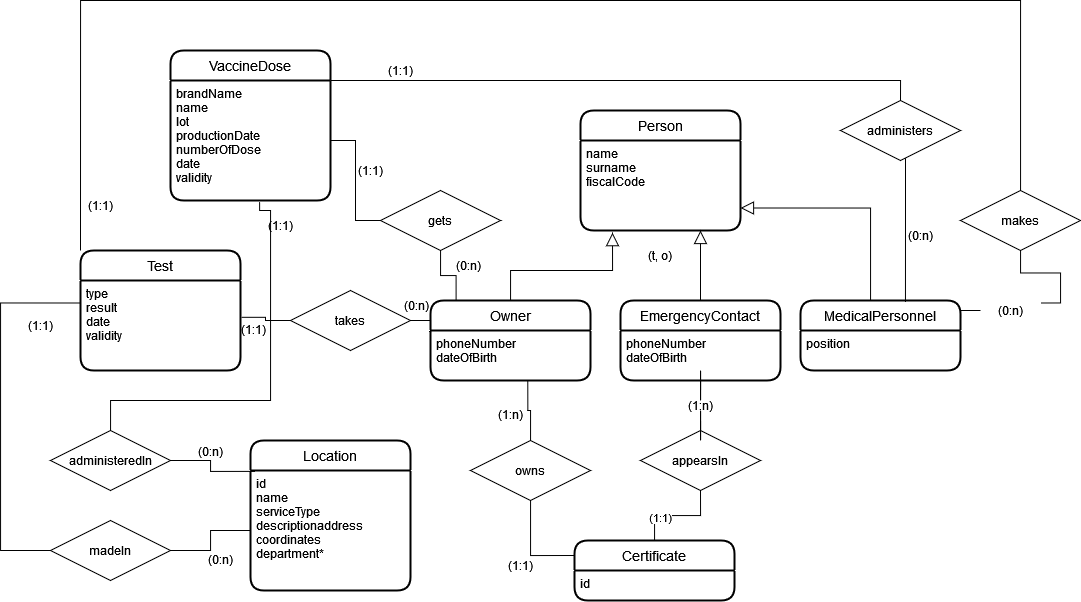 VaccineDose
brandName
name
lot
productionDate
numberOfDose
date
validity
(1:1)
administers
Person
name
surname
fiscalCode
(1:1)
gets
(1:1)
(1:1)
makes
(0:n)
(t, o)
(0:n)
Test
type
result
date
validity
(1:1)
(1:1)
takes
(0:n)
Owner
phoneNumber
dateOfBirth
EmergencyContact
phoneNumber
dateOfBirth
MedicalPersonnel
position
(0:n)
(1:n)
(1:n)
administeredIn
(0:n)
Location
id
name
serviceType
descriptionaddress
coordinates
department*
owns
appearsIn
madeIn
(0:n)
(1:1)
(1:1)
Certificate
id